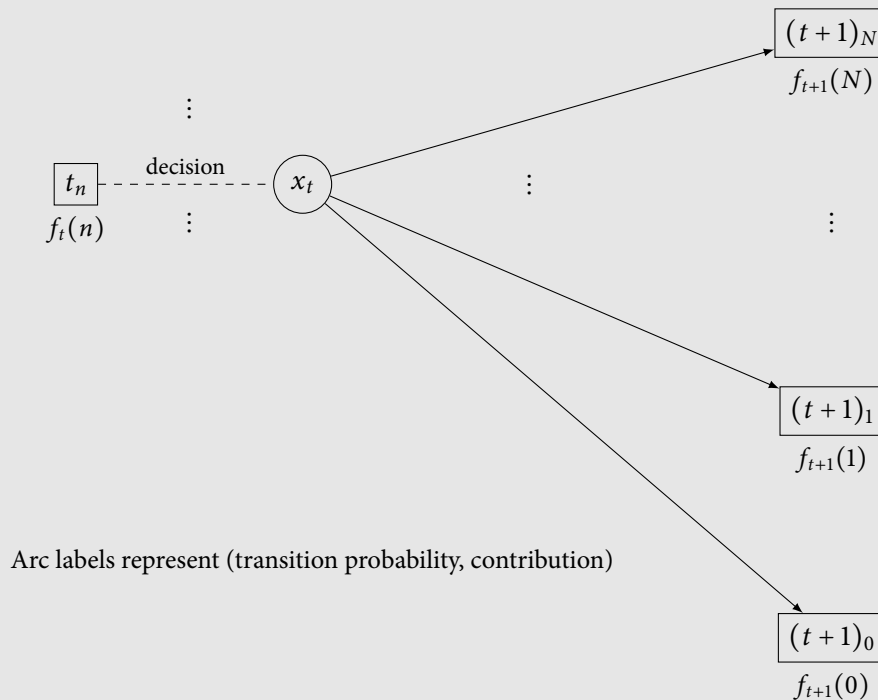 (t + 1)_N
f_{t+1}(N)
⋮
decision
t_n
x_t
⋮
f_t(n)
⋮
⋮
(t + 1)_1
f_{t+1}(1)
Arc labels represent (transition probability, contribution)
(t + 1)_0
f_{t+1}(0)